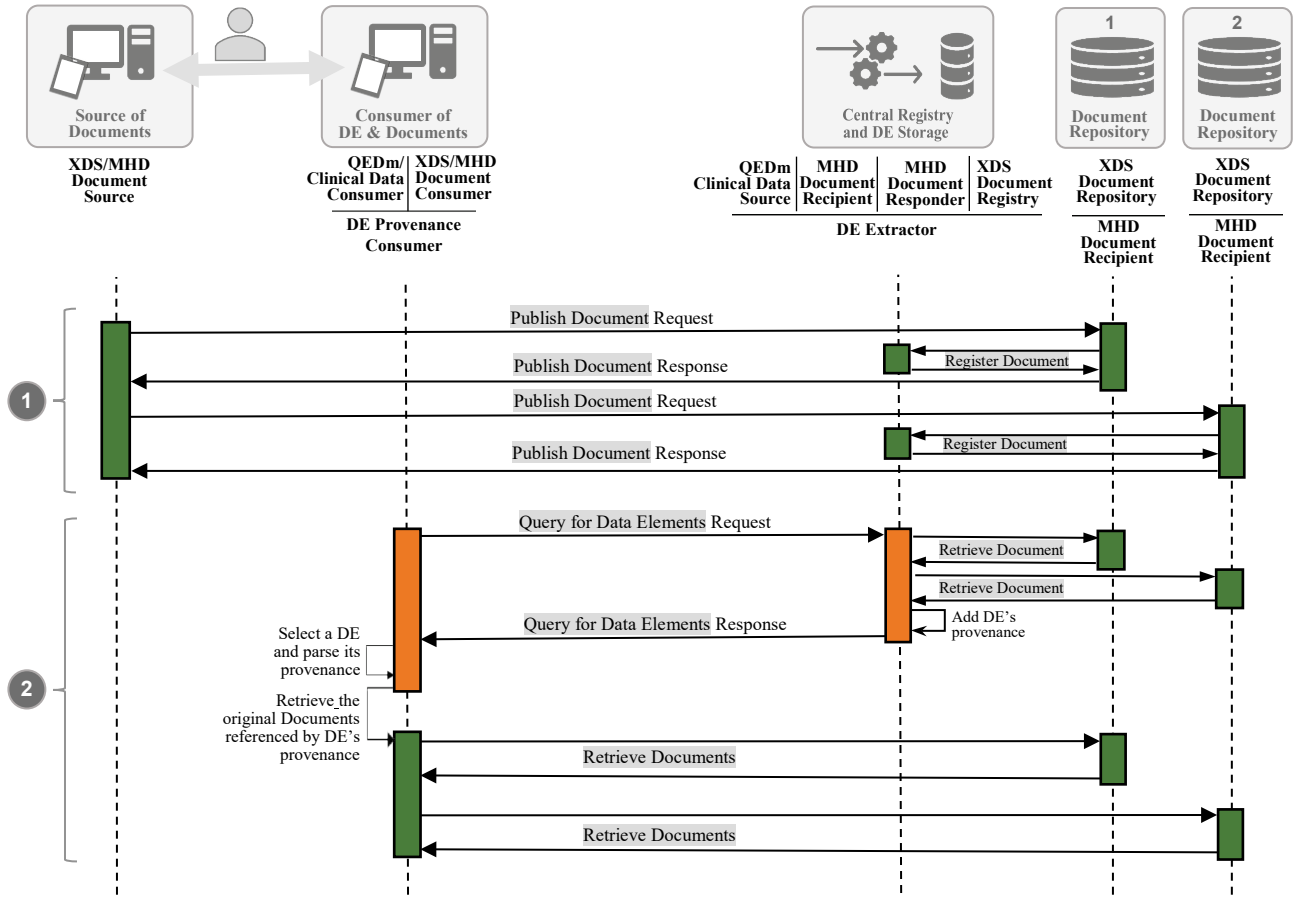 1
2
Source of
Documents
Consumer of
DE & Documents
Central Registry
and DE Storage
Document
Repository
Document
Repository
XDS/MHD
Document
Source
QEDm/
Clinical Data
Consumer
XDS/MHD
Document
Consumer
DE Provenance
Consumer
QEDm
Clinical Data
Source
MHD
Document
Recipient
MHD
Document
Responder
XDS
Document
Registry
DE Extractor
XDS
Document
Repository
MHD
Document
Recipient
XDS
Document
Repository
MHD
Document
Recipient
1
Publish Document Request
Register Document
Publish Document Response
Publish Document Request
Register Document
Publish Document Response
2
Query for Data Elements Request
Retrieve Document
Retrieve Document
Add DE's
provenance
Query for Data Elements Response
Select a DE
and parse its
provenance
Retrieve the
original Documents
referenced by DE's
provenance
Retrieve Documents
Retrieve Documents